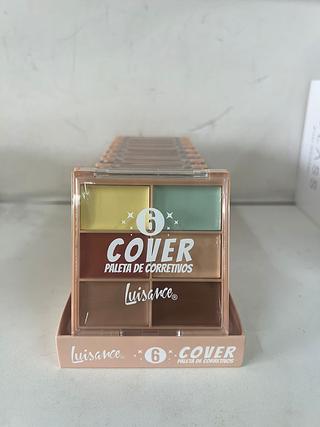 6
COVER
PALETA DE CORRETIVOS
Luisance®
Luisance® 6 COVER
PALETA DE CORRETIVOS